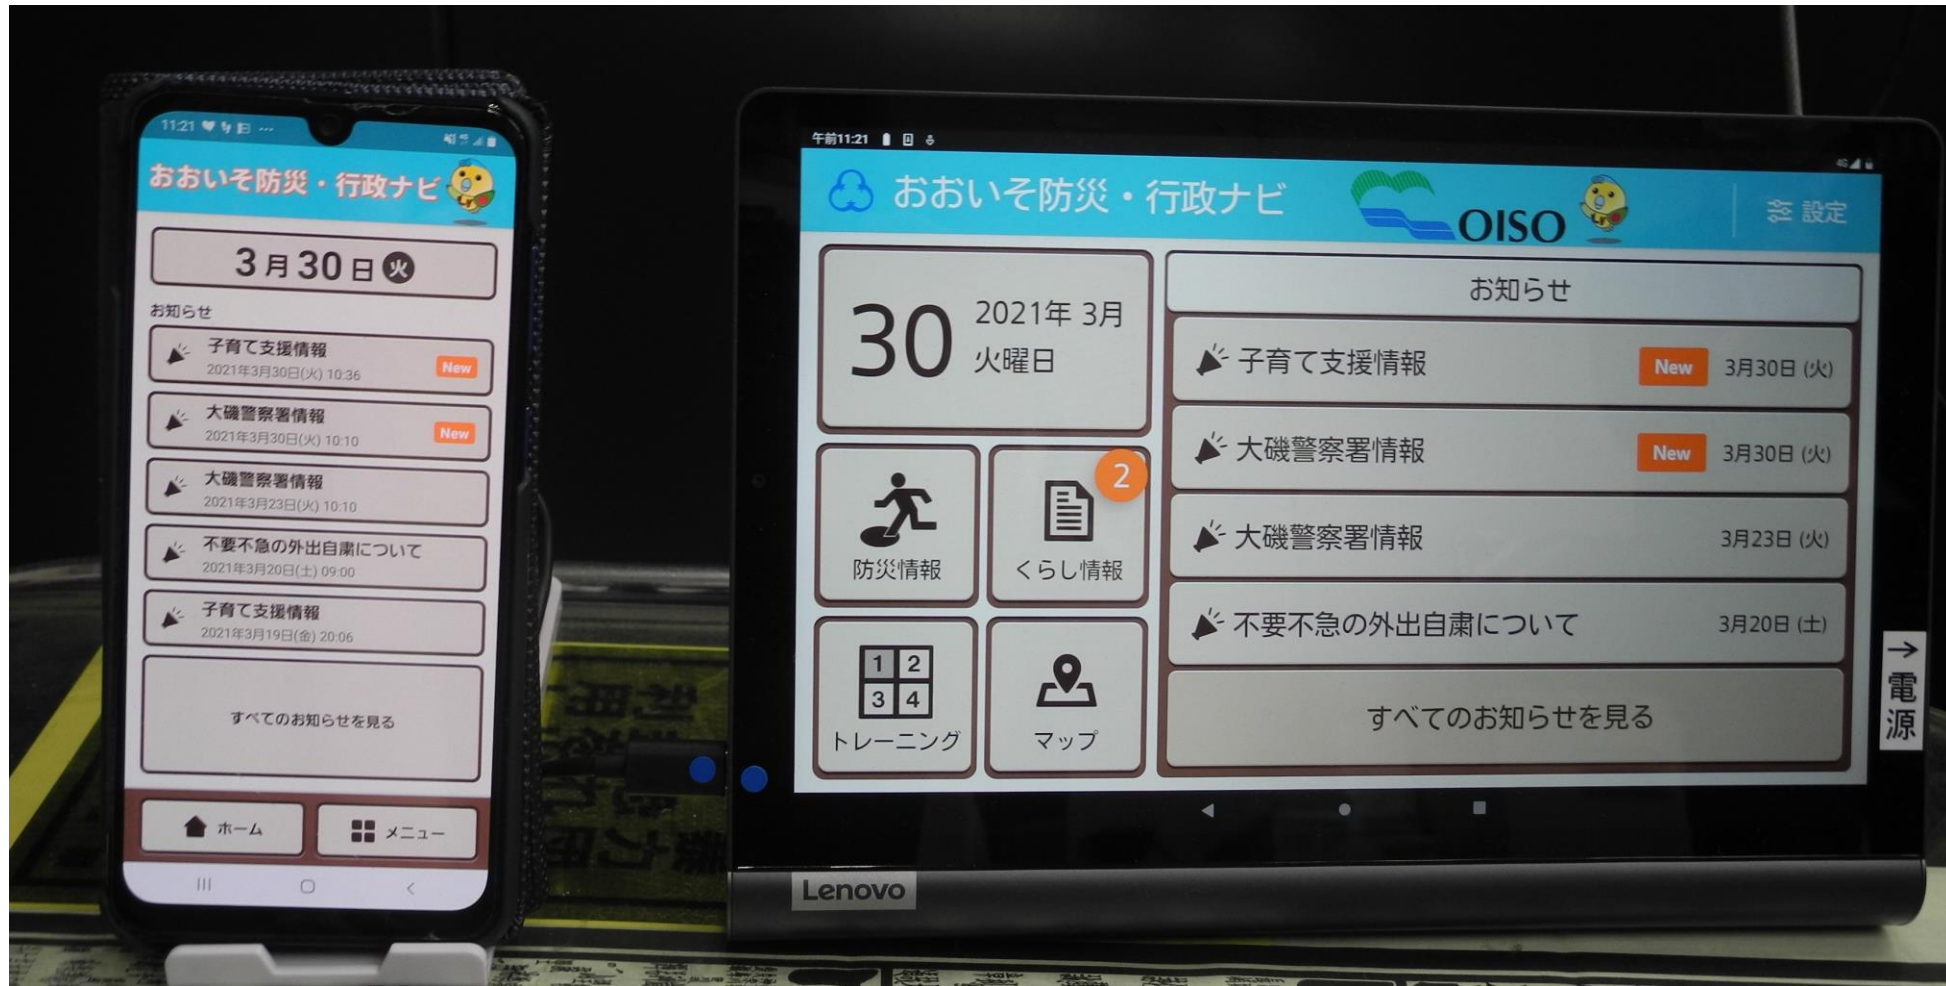 11:21
おおいそ防災・行政ナビ
3月30日火
お知らせ
子育て支援情報
2021年3月30日(火) 10:36
New
大磯警察署情報
2021年3月30日(火) 10:10
New
大磯警察署情報
2021年3月23日(火) 10:10
不要不急の外出自粛について
2021年3月20日(土) 09:00
子育て支援情報
2021年3月19日(金) 20:06
すべてのお知らせを見る
ホーム
メニュー
午前11:21
4G
おおいそ防災・行政ナビ
OISO
設定
30
2021年 3月
火曜日
防災情報
くらし情報
2
1 2
3 4
トレーニング
マップ
お知らせ
子育て支援情報 New 3月30日 (火)
大磯警察署情報 New 3月30日 (火)
大磯警察署情報 3月23日 (火)
不要不急の外出自粛について 3月20日 (土)
すべてのお知らせを見る
→電源
Lenovo